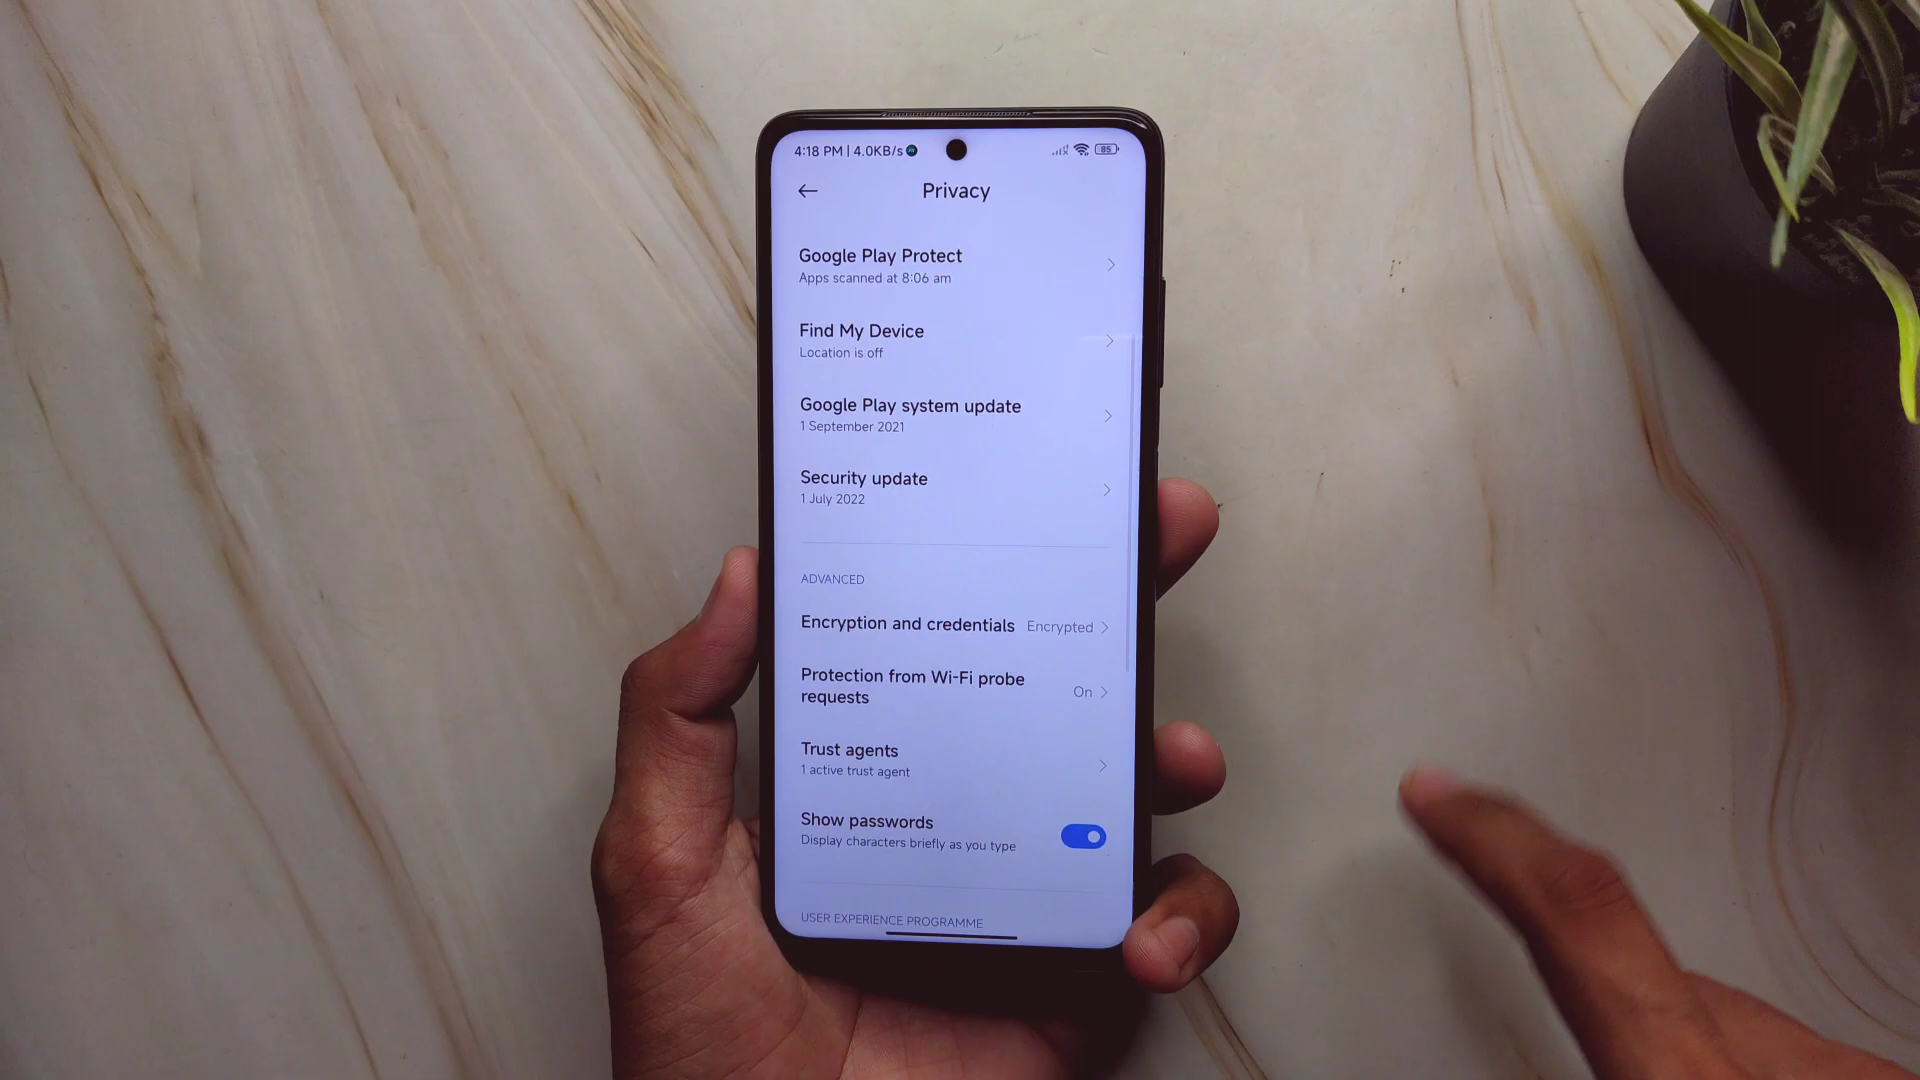 4:18 PM | 4.0KB/s
85
Privacy
Google Play Protect
Apps scanned at 8:06 am
Find My Device
Location is off
Google Play system update
1 September 2021
Security update
1 July 2022
ADVANCED
Encryption and credentials Encrypted
Protection from Wi-Fi probe
requests
On
Trust agents
1 active trust agent
Show passwords
Display characters briefly as you type
USER EXPERIENCE PROGRAMME